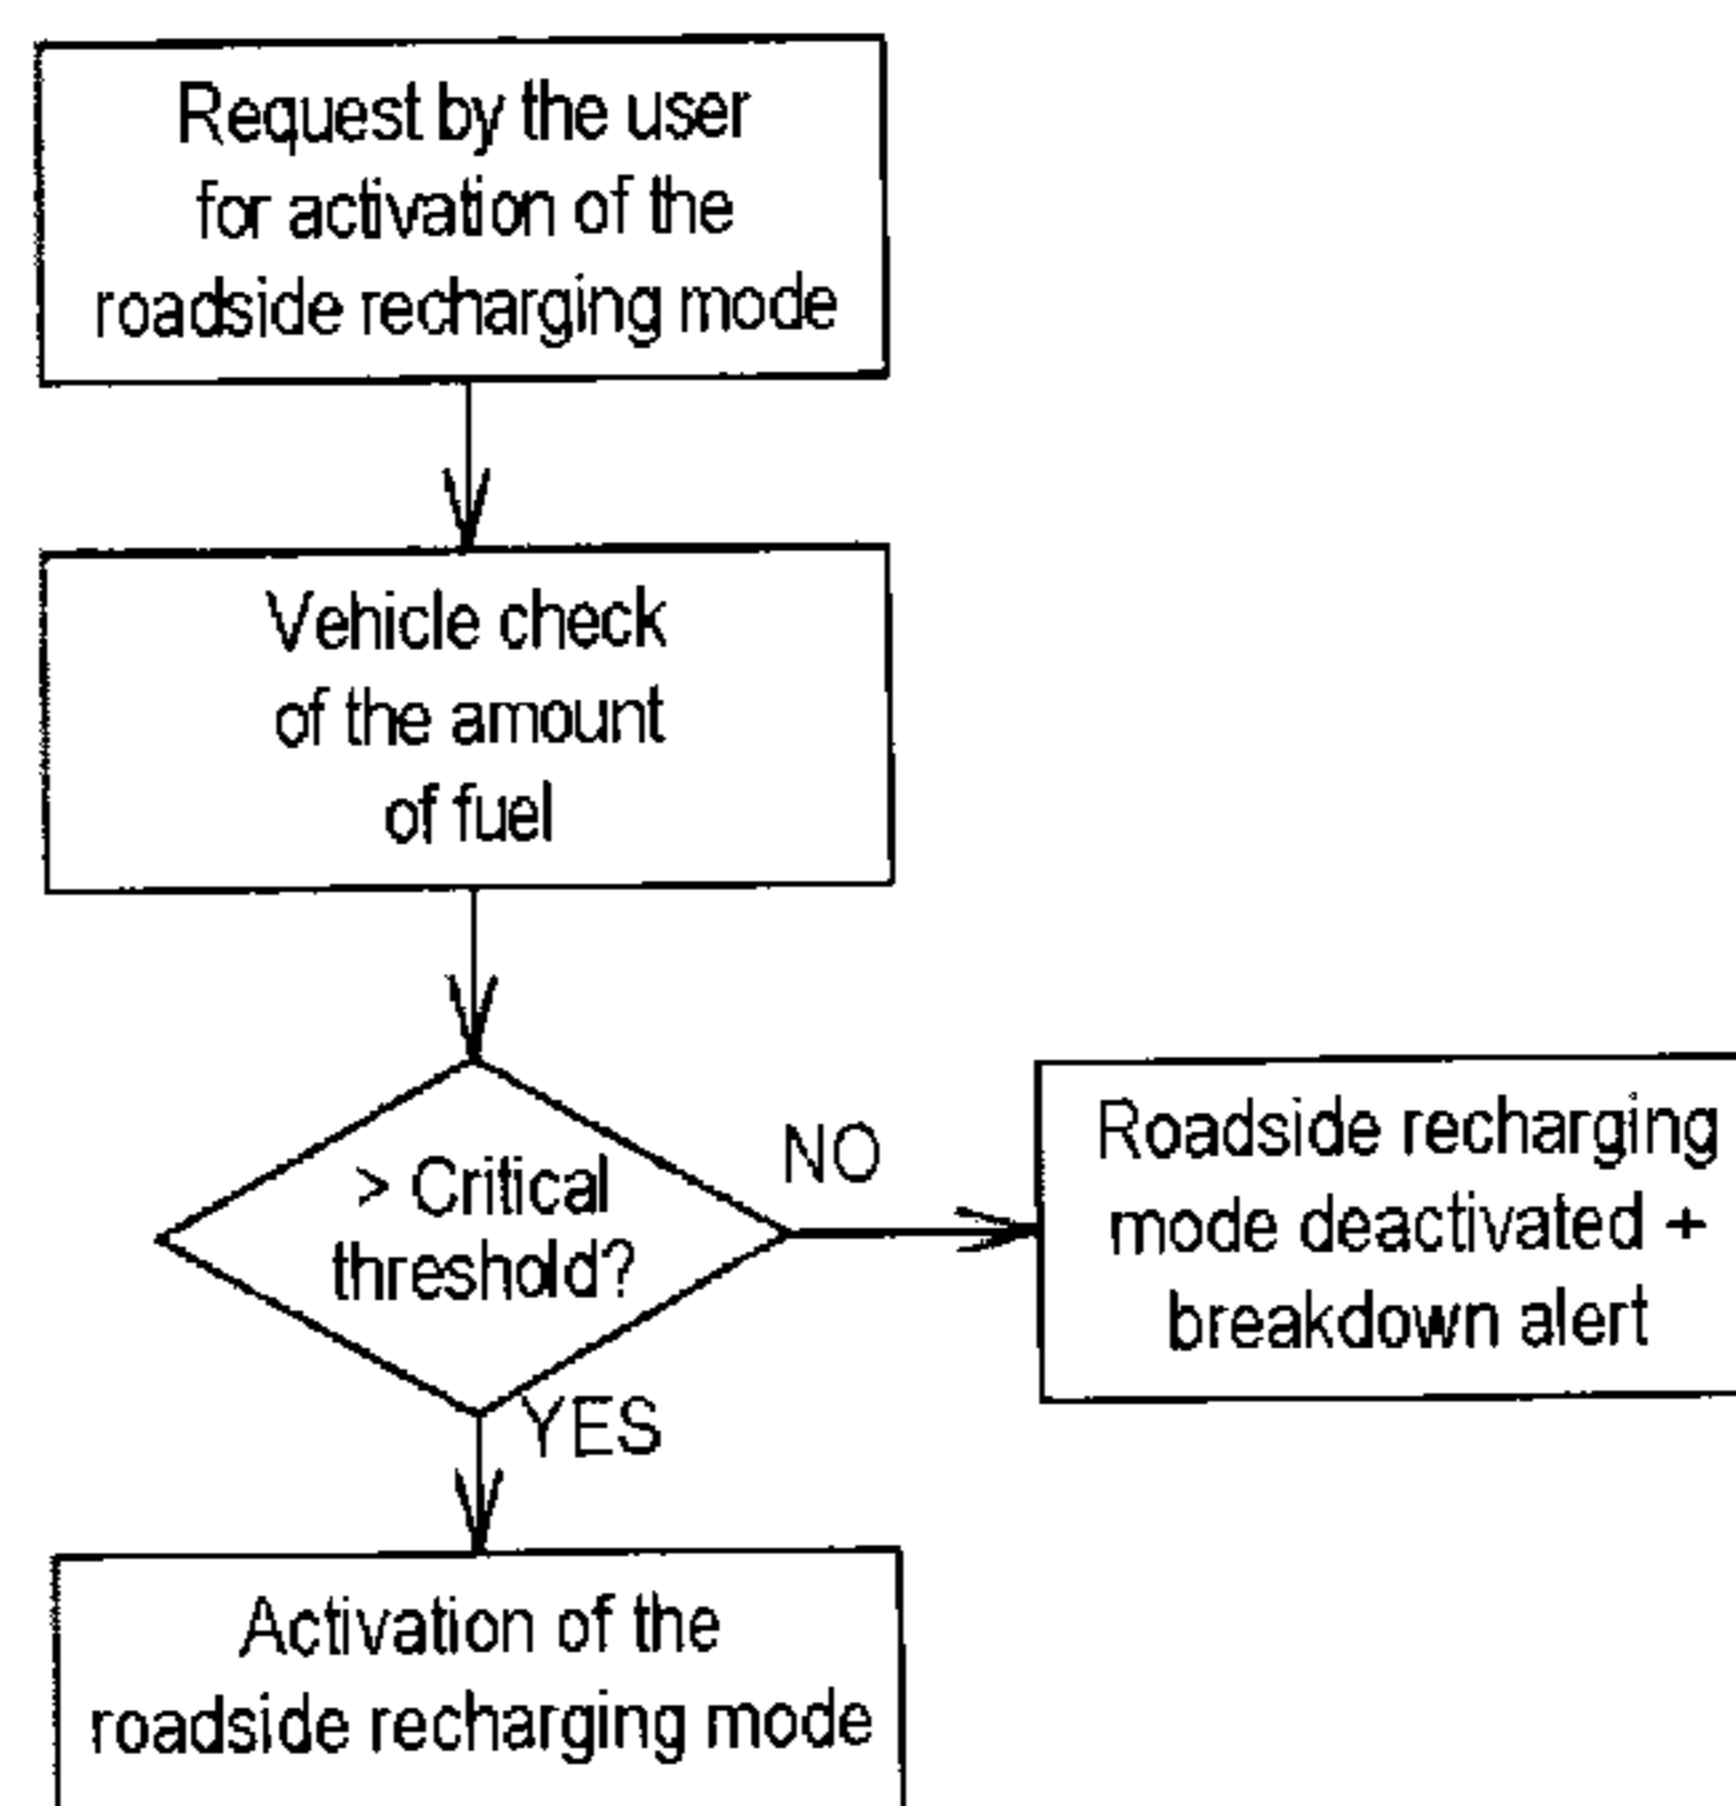 Request by the user
for activation of the
roadside recharging mode
Vehicle check
of the amount
of fuel
> Critical
threshold?
NO
Roadside recharging
mode deactivated +
breakdown alert
YES
Activation of the
roadside recharging mode